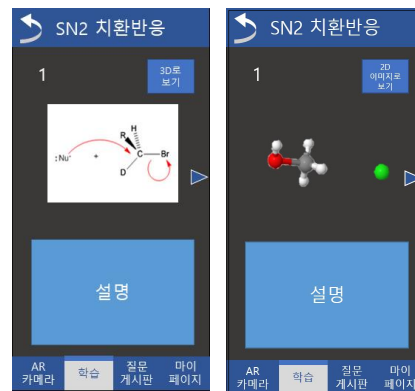 SN2 치환반응
1
3D로
보기
H
R
:Nu⁻ + C Br
D
설명
AR
카메라
학습
질문
게시판
마이
페이지
SN2 치환반응
1
2D
이미지로
보기
설명
AR
카메라
학습
질문
게시판
마이
페이지